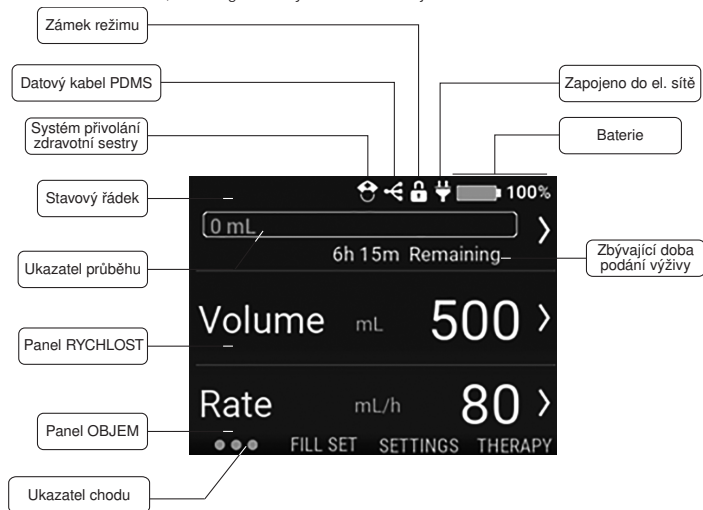 Zámek režimu
Datový kabel PDMS
Zapojeno do el. sítě
Systém přivolání
zdravotní sestry
Baterie
Stavový řádek
100%
0 mL
6h 15m Remaining
Zbývající doba
podání výživy
Ukazatel průběhu
Volume mL 500
Panel RYCHLOST
Rate mL/h 80
Panel OBJEM
FILL SET SETTINGS THERAPY
Ukazatel chodu